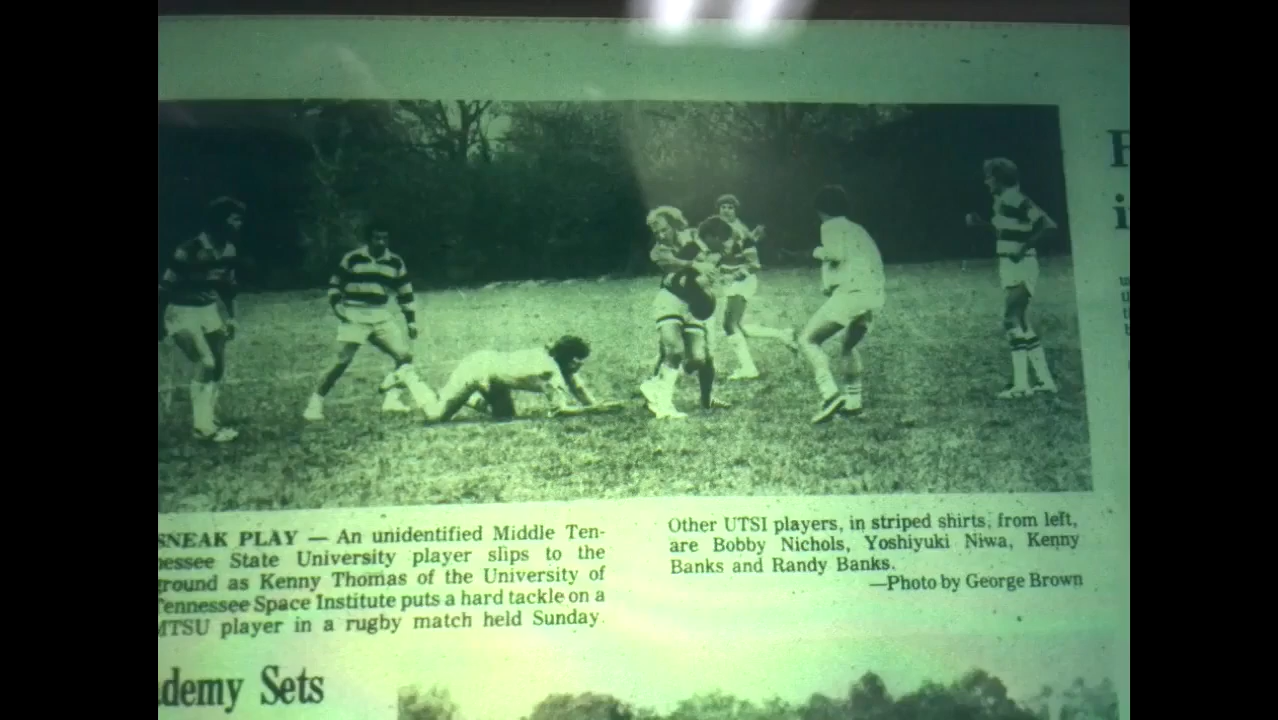 SNEAK PLAY — An unidentified Middle Ten-
nessee State University player slips to the
ground as Kenny Thomas of the University of
Tennessee Space Institute puts a hard tackle on a
MTSU player in a rugby match held Sunday.
Other UTSI players, in striped shirts, from left,
are Bobby Nichols, Yoshiyuki Niwa, Kenny
Banks and Randy Banks.
—Photo by George Brown
demy Sets